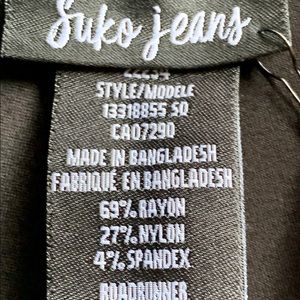 Suko jeans
STYLE/MODELE
13318855 SD
CA07290
MADE IN BANGLADESH
FABRIQUÉ EN BANGLADESH
69% RAYON
27% NYLON
4% SPANDEX
ROADRUNNER